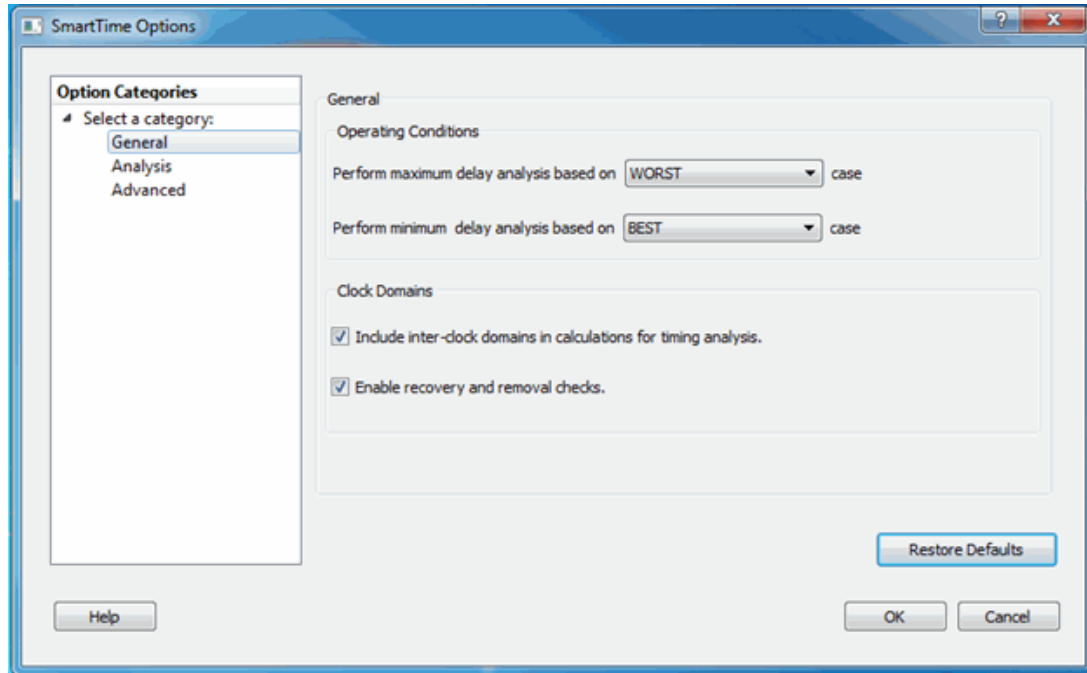 SmartTime Options
Option Categories
Select a category:
General
Analysis
Advanced
General
Operating Conditions
Perform maximum delay analysis based on WORST case
Perform minimum delay analysis based on BEST case
Clock Domains
Include inter-clock domains in calculations for timing analysis.
Enable recovery and removal checks.
Restore Defaults
Help OK Cancel